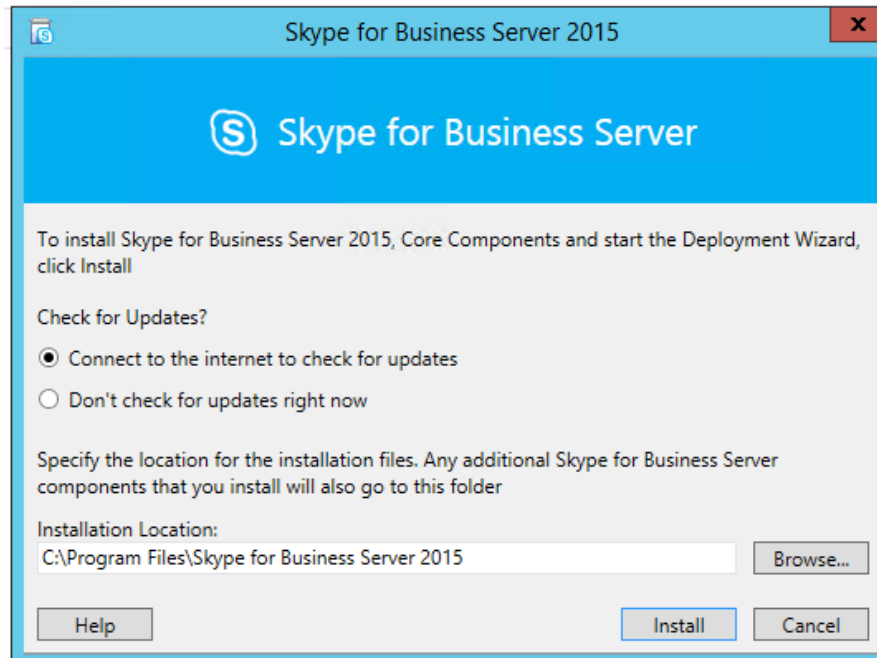 Skype for Business Server 2015
X
S Skype for Business Server
To install Skype for Business Server 2015, Core Components and start the Deployment Wizard,
click Install
Check for Updates?
Connect to the internet to check for updates
Don't check for updates right now
Specify the location for the installation files. Any additional Skype for Business Server
components that you install will also go to this folder
Installation Location:
C:\Program Files\Skype for Business Server 2015
Browse...
Help
Install
Cancel